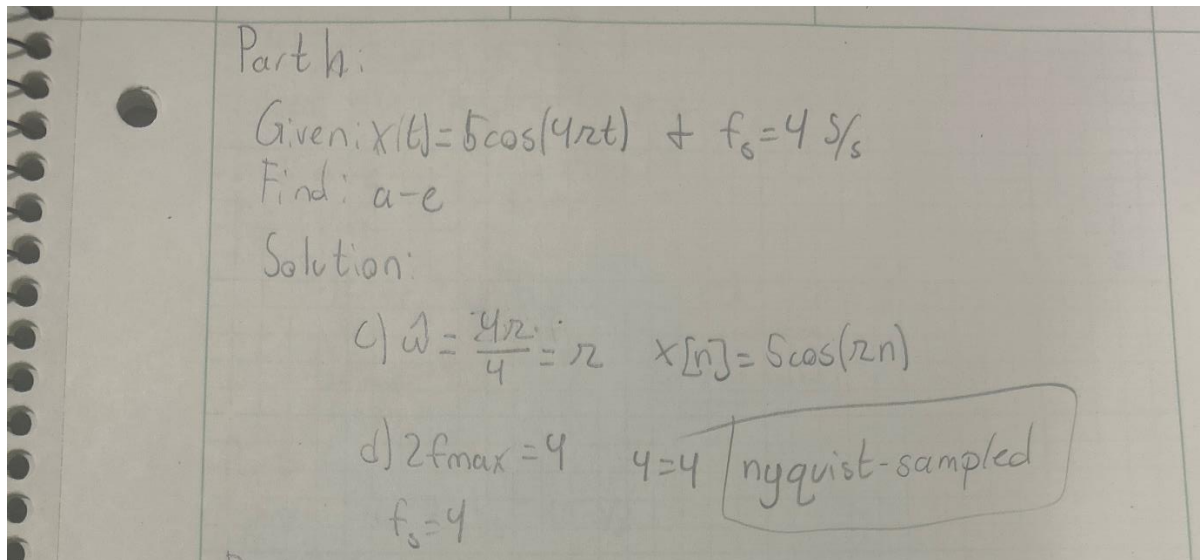 Part h:
Given: x(t)=5cos(4πt) + fs=4 S/s
Find: a-e
Solution:
c) ω̂ = 4π/4 = π x[n]=5cos(πn)
d) 2fmax=4 4=4 nyquist-sampled
fs=4